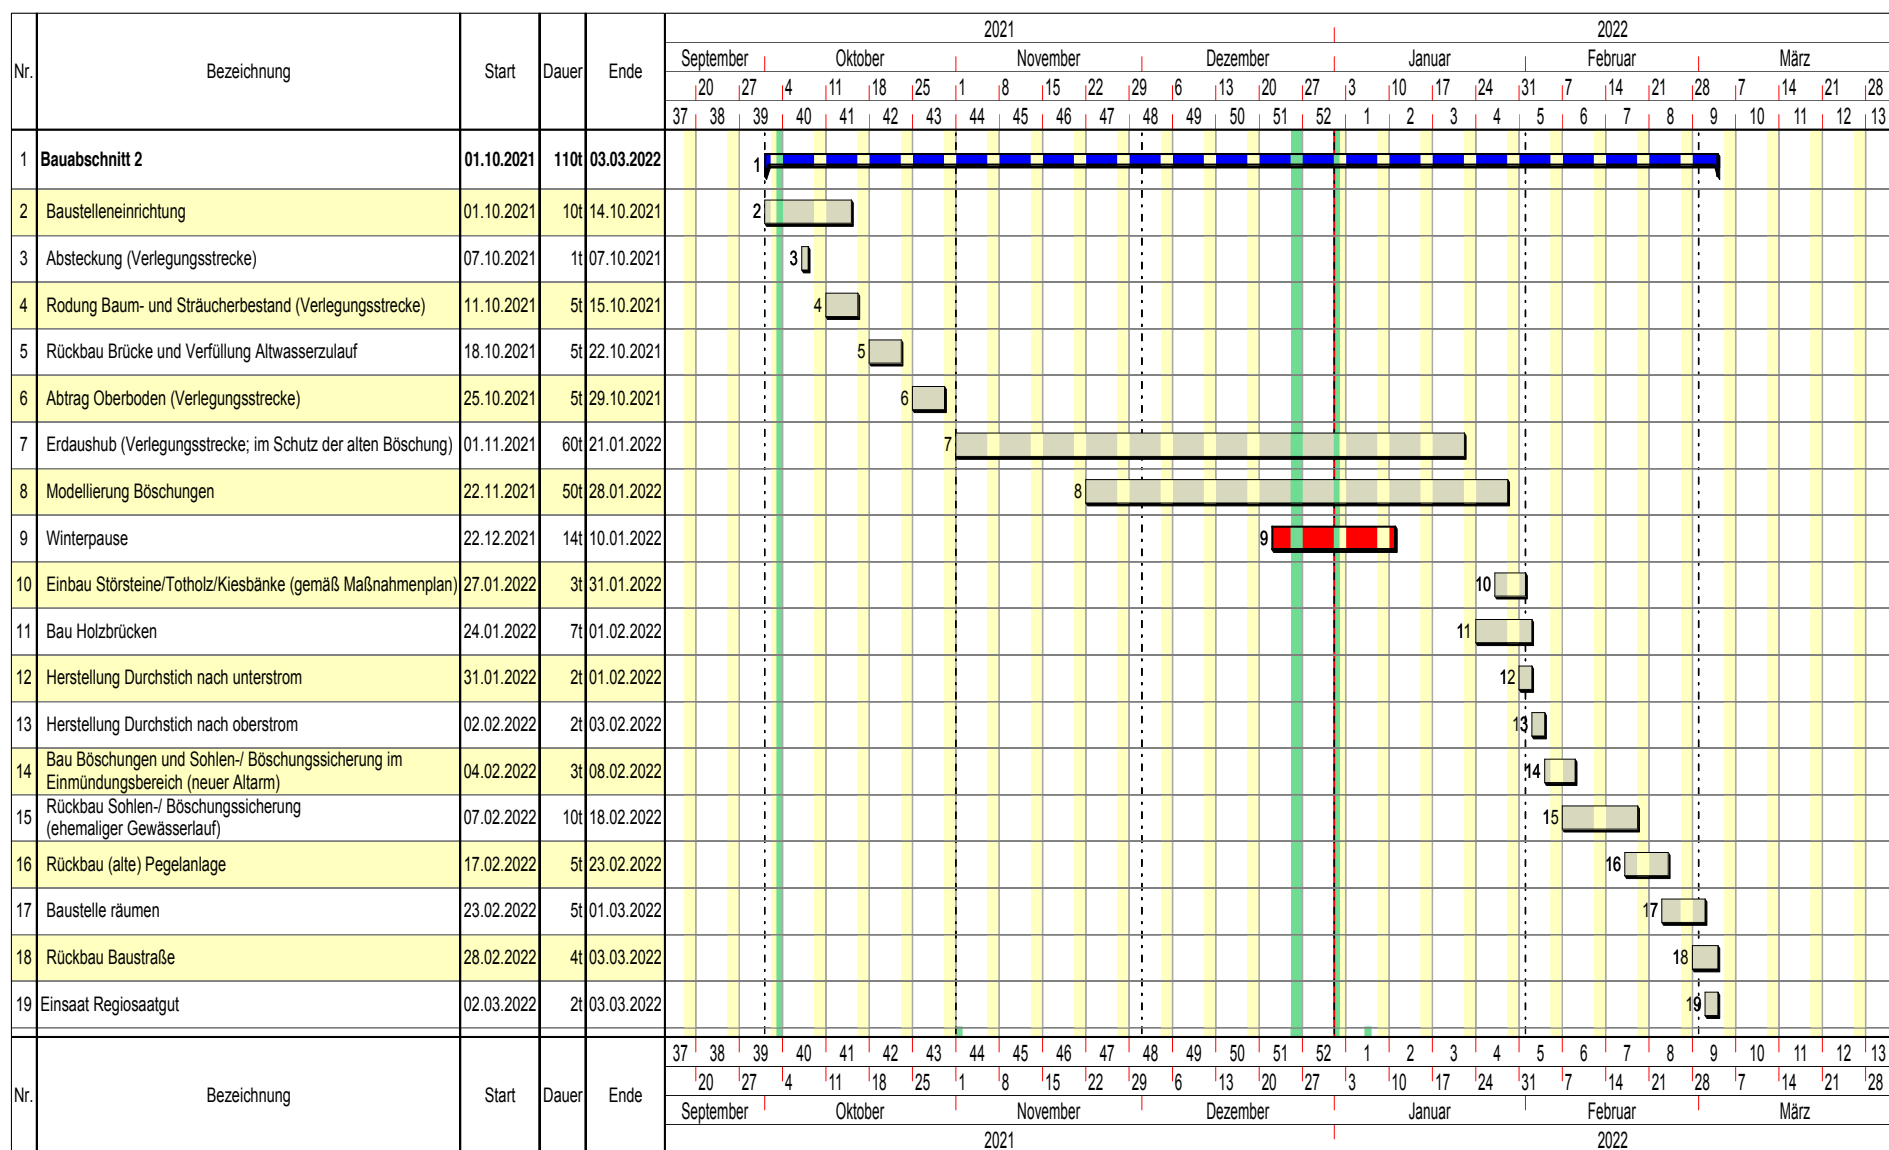 2021 2022
September Oktober November Dezember Januar Februar März
Nr. Bezeichnung Start Dauer Ende
20 27 4 11 18 25 1 8 15 22 29 6 13 20 27 3 10 17 24 31 7 14 21 28 7 14 21 28
37 38 39 40 41 42 43 44 45 46 47 48 49 50 51 52 1 2 3 4 5 6 7 8 9 10 11 12 13
1 Bauabschnitt 2 01.10.2021 110t 03.03.2022 1
2 Baustelleneinrichtung 01.10.2021 10t 14.10.2021 2
3 Absteckung (Verlegungsstrecke) 07.10.2021 1t 07.10.2021 3
4 Rodung Baum- und Sträucherbestand (Verlegungsstrecke) 11.10.2021 5t 15.10.2021 4
5 Rückbau Brücke und Verfüllung Altwasserzulauf 18.10.2021 5t 22.10.2021 5
6 Abtrag Oberboden (Verlegungsstrecke) 25.10.2021 5t 29.10.2021 6
7 Erdaushub (Verlegungsstrecke; im Schutz der alten Böschung) 01.11.2021 60t 21.01.2022 7
8 Modellierung Böschungen 22.11.2021 50t 28.01.2022 8
9 Winterpause 22.12.2021 14t 10.01.2022 9
10 Einbau Störsteine/Totholz/Kiesbänke (gemäß Maßnahmenplan) 27.01.2022 3t 31.01.2022 10
11 Bau Holzbrücken 24.01.2022 7t 01.02.2022 11
12 Herstellung Durchstich nach unterstrom 31.01.2022 2t 01.02.2022 12
13 Herstellung Durchstich nach oberstrom 02.02.2022 2t 03.02.2022 13
14 Bau Böschungen und Sohlen-/ Böschungssicherung im
Einmündungsbereich (neuer Altarm) 04.02.2022 3t 08.02.2022 14
15 Rückbau Sohlen-/ Böschungssicherung
(ehemaliger Gewässerlauf) 07.02.2022 10t 18.02.2022 15
16 Rückbau (alte) Pegelanlage 17.02.2022 5t 23.02.2022 16
17 Baustelle räumen 23.02.2022 5t 01.03.2022 17
18 Rückbau Baustraße 28.02.2022 4t 03.03.2022 18
19 Einsaat Regiosaatgut 02.03.2022 2t 03.03.2022 19
37 38 39 40 41 42 43 44 45 46 47 48 49 50 51 52 1 2 3 4 5 6 7 8 9 10 11 12 13
20 27 4 11 18 25 1 8 15 22 29 6 13 20 27 3 10 17 24 31 7 14 21 28 7 14 21 28
Nr. Bezeichnung Start Dauer Ende
September Oktober November Dezember Januar Februar März
2021 2022